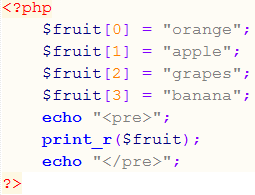 <?php
$fruit[0] = "orange";
$fruit[1] = "apple";
$fruit[2] = "grapes";
$fruit[3] = "banana";
echo "<pre>";
print_r($fruit);
echo "</pre>";
?>